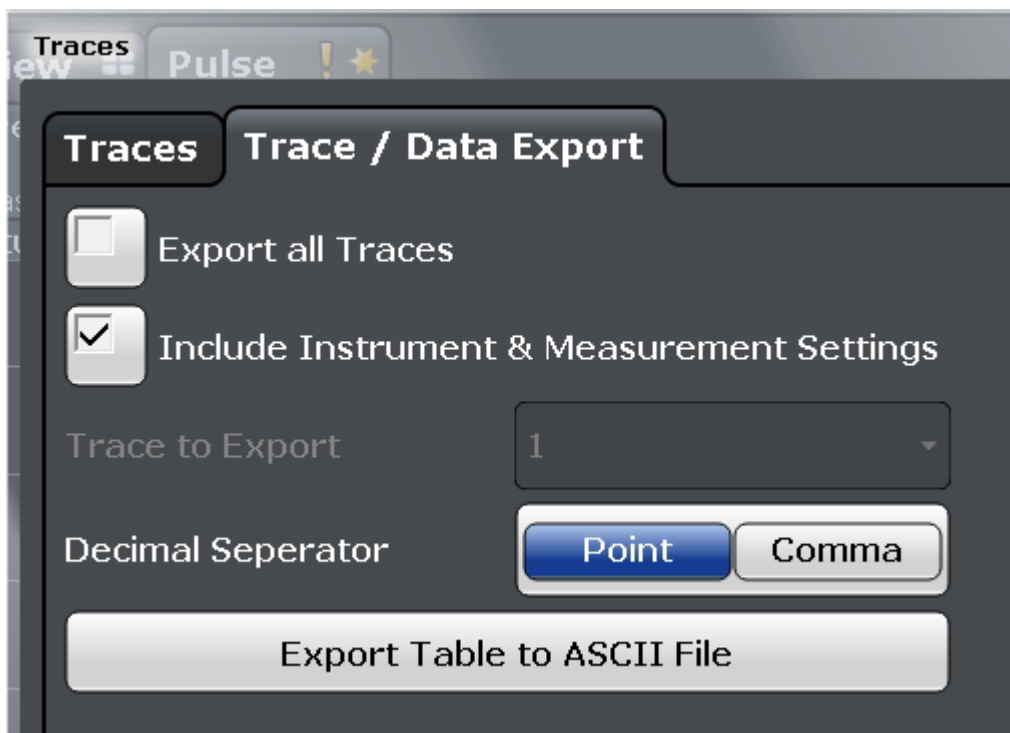 Traces
Pulse !
Traces
Trace / Data Export
Export all Traces
Include Instrument & Measurement Settings
Trace to Export
1
Decimal Seperator
Point
Comma
Export Table to ASCII File